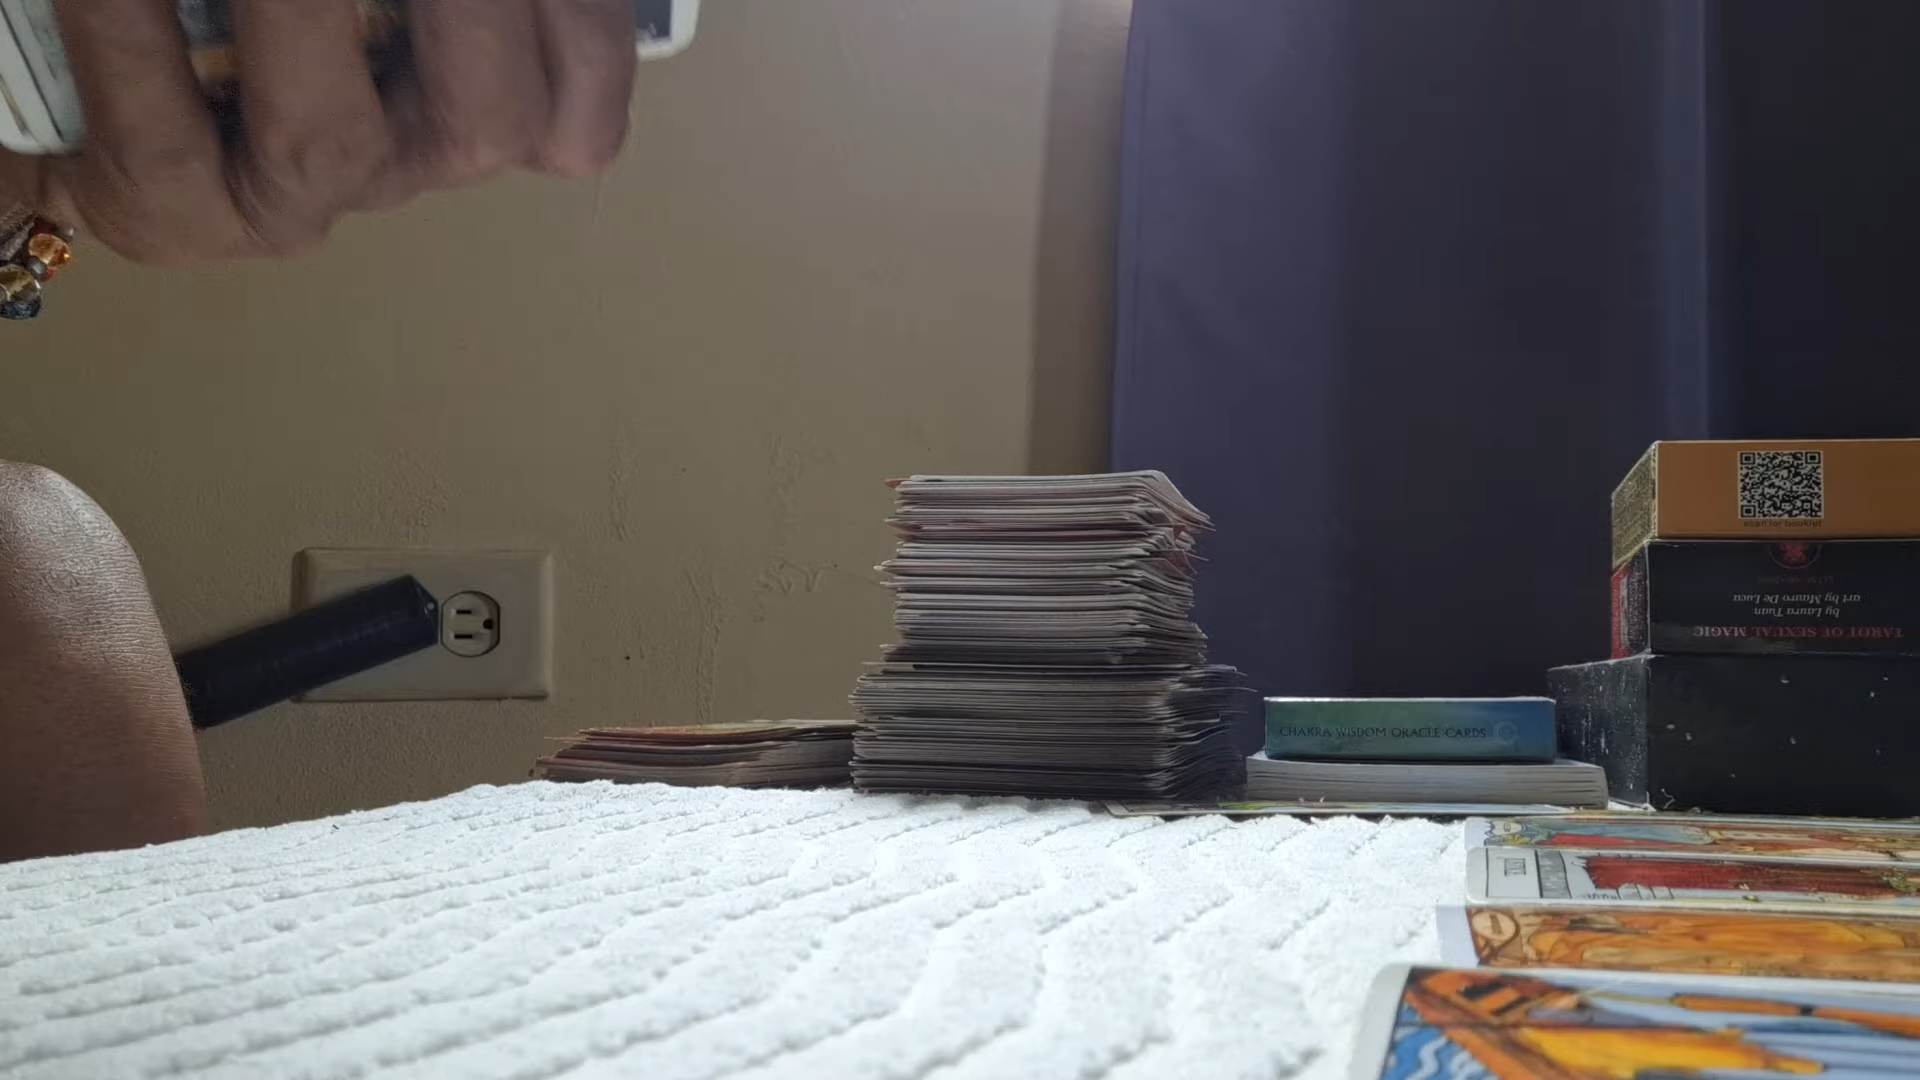 scan for booklet
art by Mauro De Luca
by Laura Tuan
TAROT OF SEXUAL MAGIC
CHAKRA WISDOM ORACLE CARDS